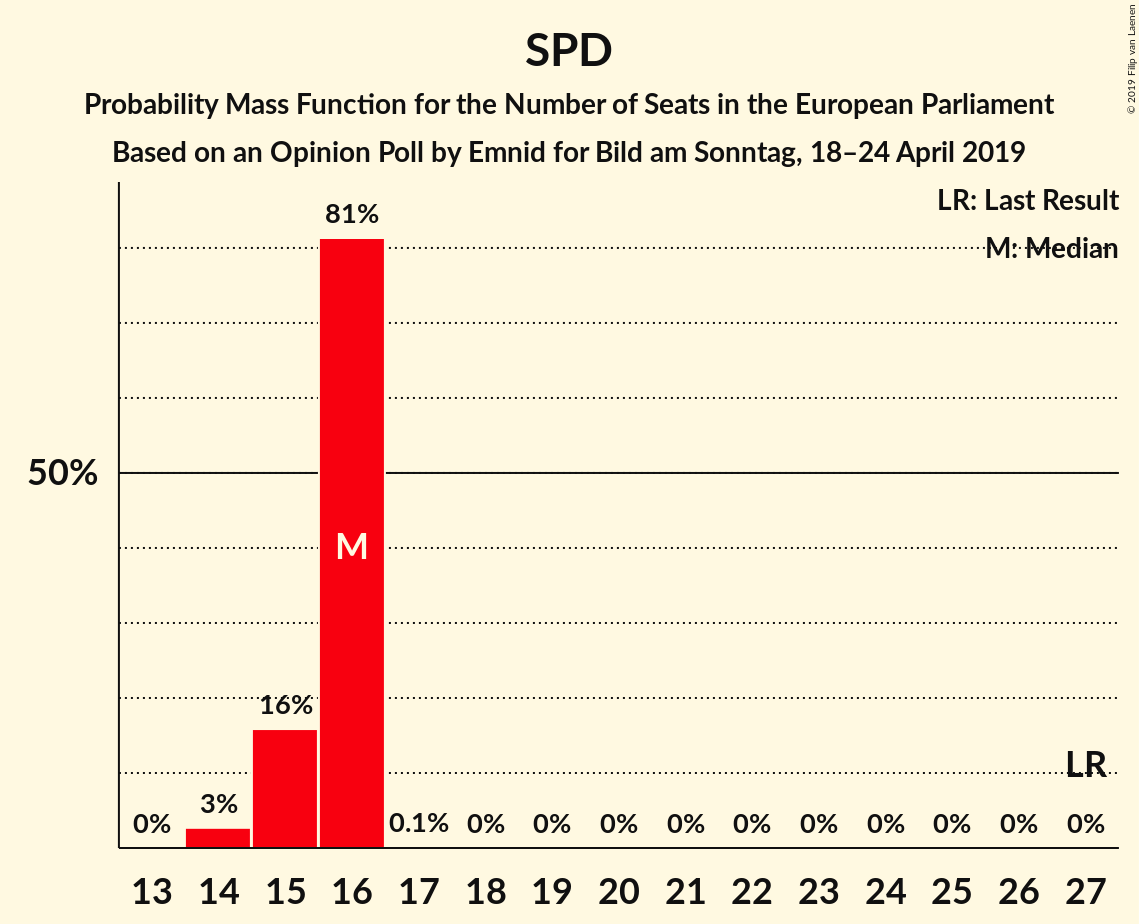 SPD
Probability Mass Function for the Number of Seats in the European Parliament
Based on an Opinion Poll by Emnid for Bild am Sonntag, 18–24 April 2019
© 2019 Filip van Laenen
LR: Last Result
M: Median
50%
0% 3% 16% 81% 0.1% 0% 0% 0% 0% 0% 0% 0% 0% 0% 0%
M
LR
13 14 15 16 17 18 19 20 21 22 23 24 25 26 27